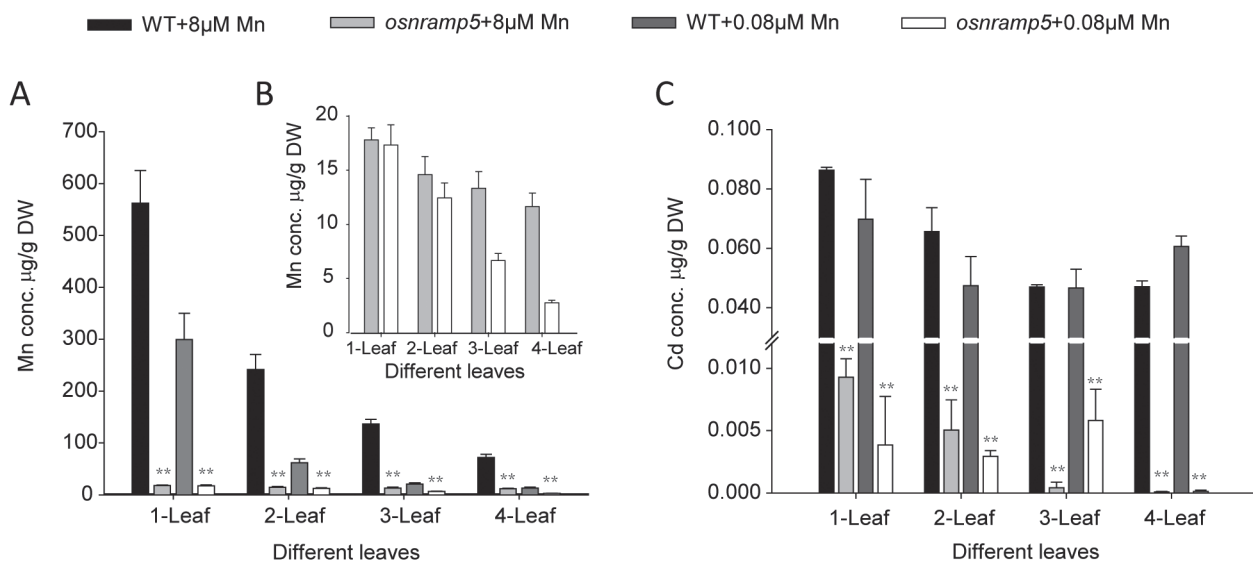 WT+8µM Mn osnramp5+8µM Mn WT+0.08µM Mn osnramp5+0.08µM Mn
A
Mn conc. µg/g DW
700
600
500
400
300
200
100
0
** ** ** ** ** ** ** **
1-Leaf 2-Leaf 3-Leaf 4-Leaf
Different leaves
B
Mn conc. µg/g DW
20
15
10
5
0
1-Leaf 2-Leaf 3-Leaf 4-Leaf
Different leaves
C
Cd conc. µg/g DW
0.100
0.080
0.060
0.040
0.010
0.005
0.000
** ** ** ** ** ** ** **
1-Leaf 2-Leaf 3-Leaf 4-Leaf
Different leaves